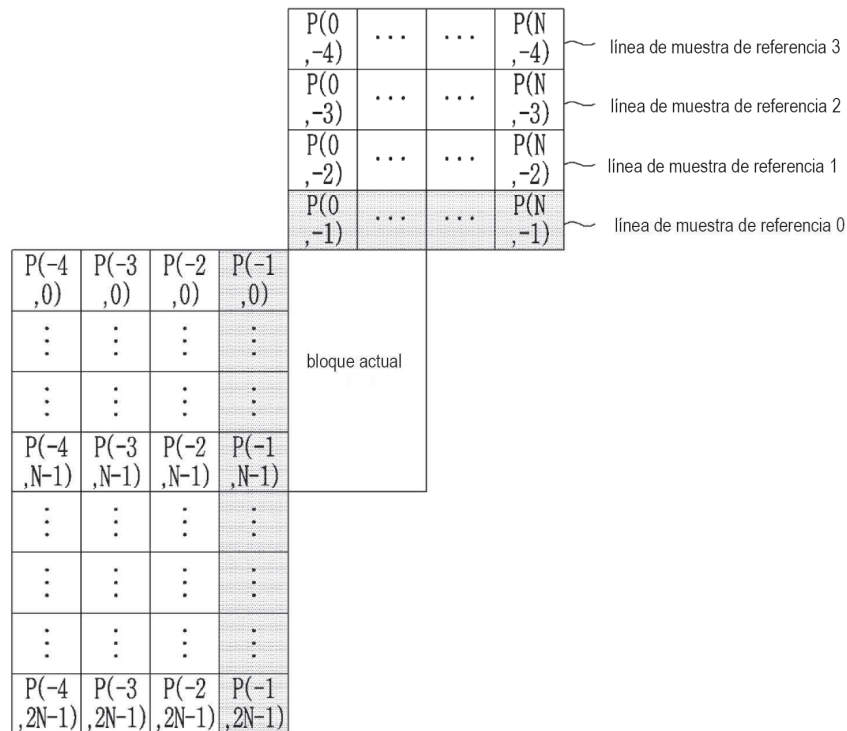 P(0 ... ... P(N
,-4) ,-4) línea de muestra de referencia 3
P(0 ... ... P(N
,-3) ,-3) línea de muestra de referencia 2
P(0 ... ... P(N
,-2) ,-2) línea de muestra de referencia 1
P(0 ... ... P(N
,-1) ,-1) línea de muestra de referencia 0
P(-4 P(-3 P(-2 P(-1
,0) ,0) ,0) ,0)
⋮ ⋮ ⋮ ⋮
bloque actual
⋮ ⋮ ⋮ ⋮
P(-4 P(-3 P(-2 P(-1
,N-1) ,N-1) ,N-1) ,N-1)
⋮ ⋮ ⋮ ⋮
⋮ ⋮ ⋮ ⋮
⋮ ⋮ ⋮ ⋮
P(-4 P(-3 P(-2 P(-1
,2N-1) ,2N-1) ,2N-1) ,2N-1)